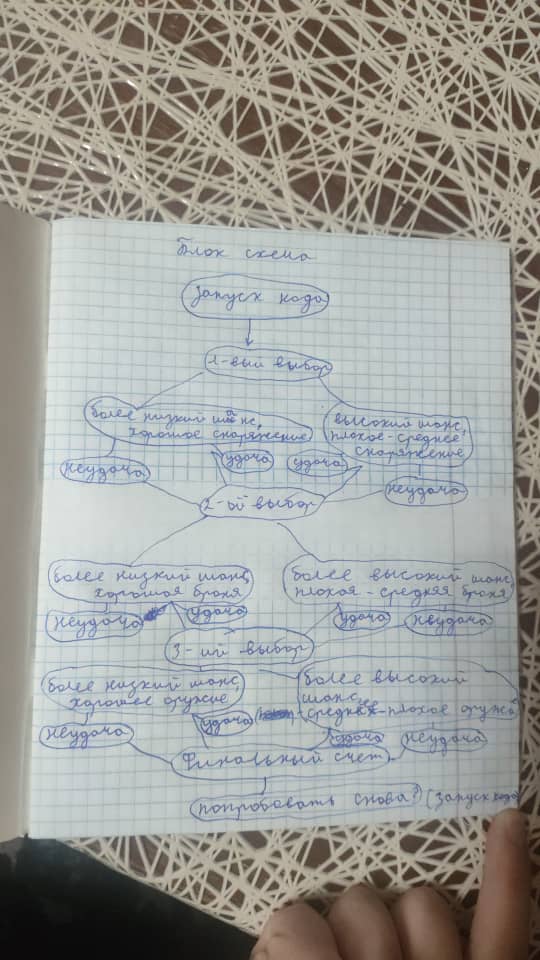 Блок схема
запуск кода
1-вый выбор
более низкий шанс,
хорошое снаряжение
высокий шанс,
плохое-среднее
снаряжение
неудача
удача
удача
неудача
2-ой выбор
более низкий шанс,
хорошая броня
более высокий шанс,
плохая-средняя броня
неудача
удача
удача
неудача
3-ий выбор
более низкий шанс,
хорошее оружие
более высокий
шанс,
среднее-плохое оружие
неудача
удача
удача
неудача
Финальный счет
попробовать снова? (запуск кода